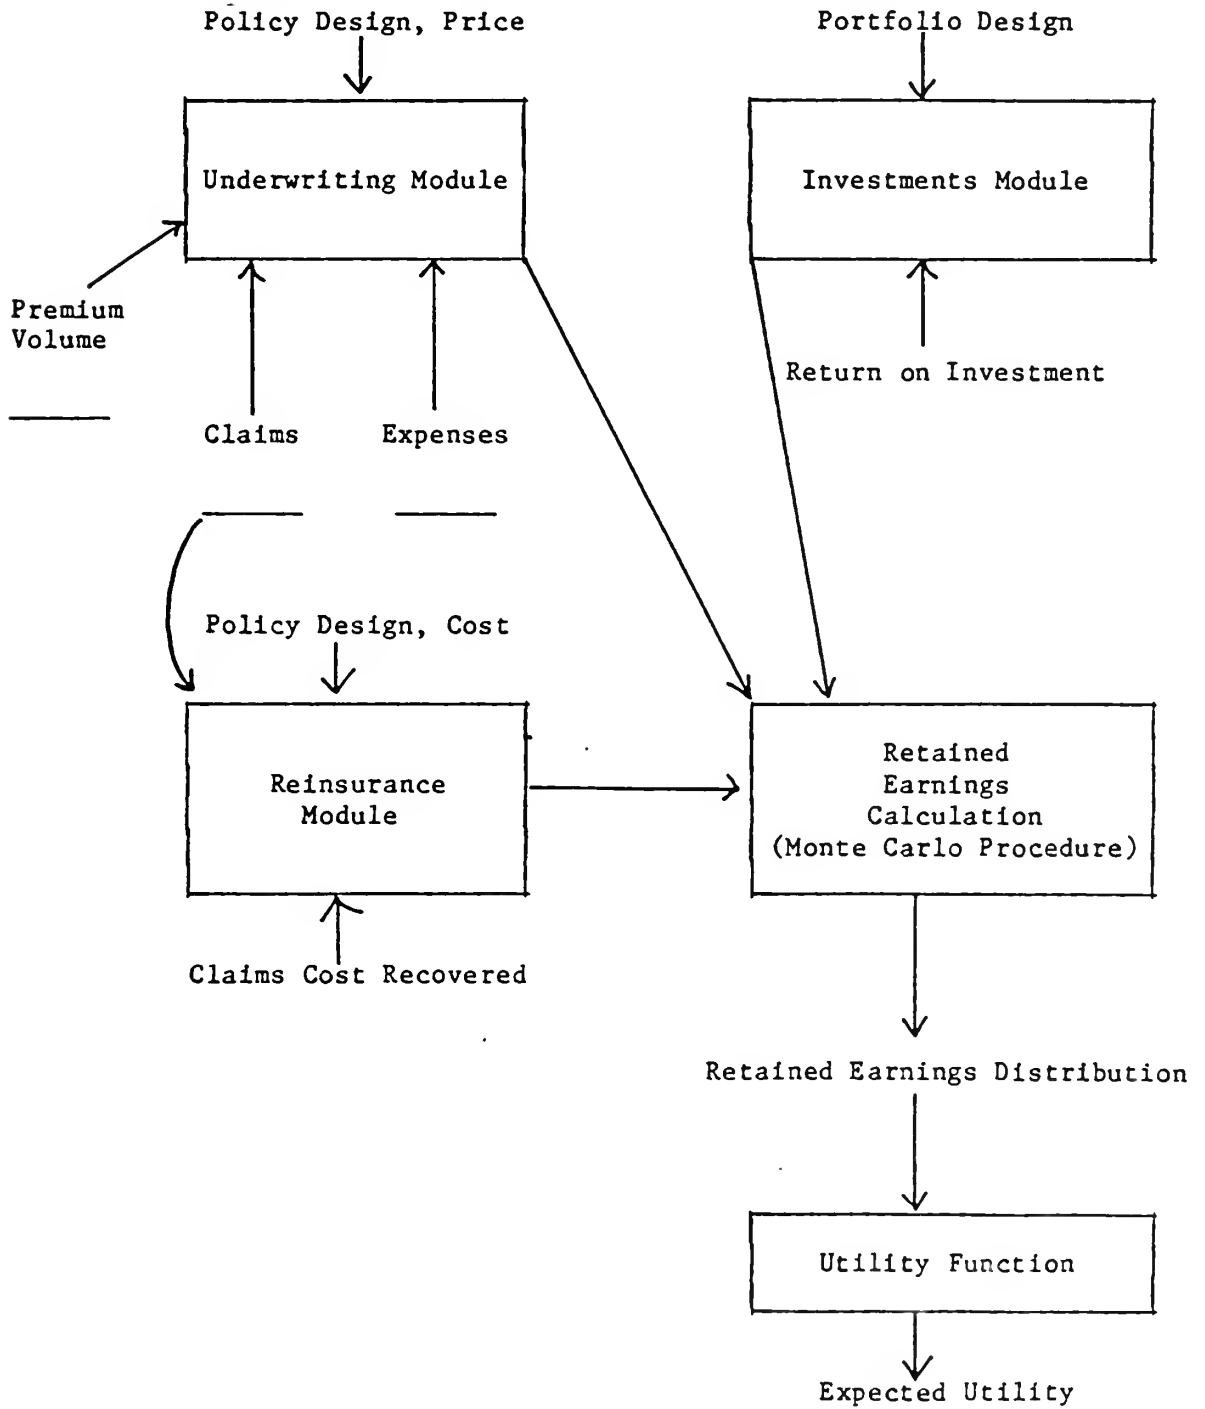 Policy Design, Price
Portfolio Design
Underwriting Module
Investments Module
Premium
Volume
Return on Investment
Claims
Expenses
Policy Design, Cost
Reinsurance
Module
Retained
Earnings
Calculation
(Monte Carlo Procedure)
Claims Cost Recovered
Retained Earnings Distribution
Utility Function
Expected Utility